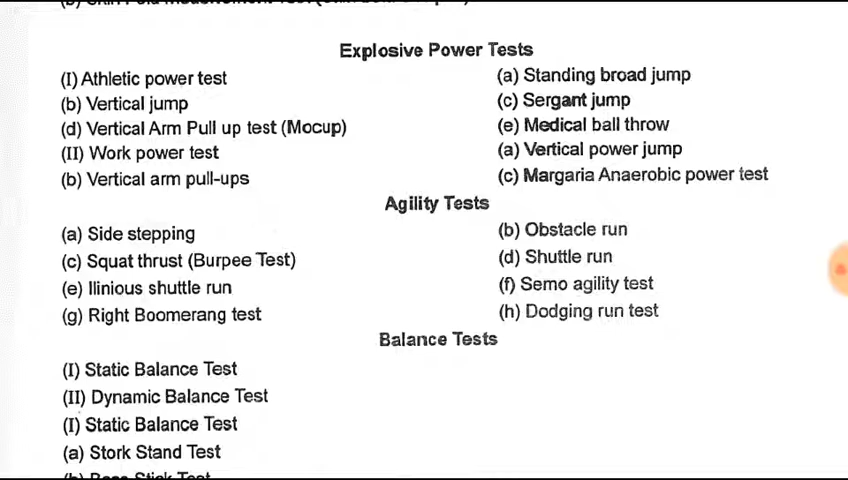 Explosive Power Tests
(I) Athletic power test (a) Standing broad jump
(b) Vertical jump (c) Sergant jump
(d) Vertical Arm Pull up test (Mocup) (e) Medical ball throw
(II) Work power test (a) Vertical power jump
(b) Vertical arm pull-ups (c) Margaria Anaerobic power test
Agility Tests
(a) Side stepping (b) Obstacle run
(c) Squat thrust (Burpee Test) (d) Shuttle run
(e) Ilinious shuttle run (f) Semo agility test
(g) Right Boomerang test (h) Dodging run test
Balance Tests
(I) Static Balance Test
(II) Dynamic Balance Test
(I) Static Balance Test
(a) Stork Stand Test